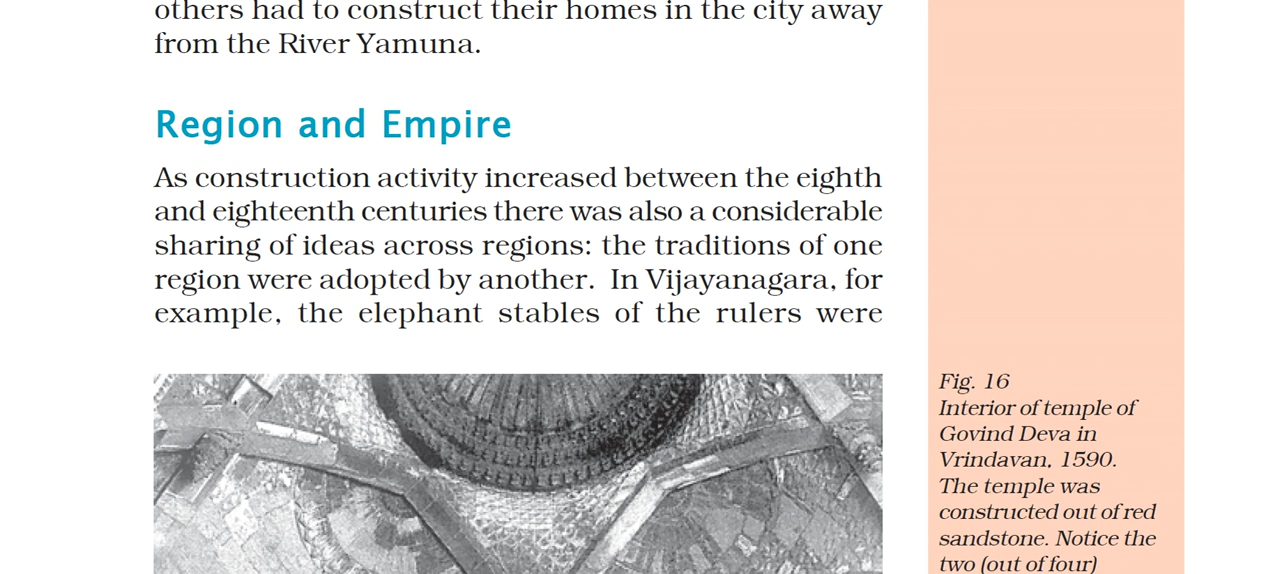 others had to construct their homes in the city away
from the River Yamuna.
Region and Empire
As construction activity increased between the eighth
and eighteenth centuries there was also a considerable
sharing of ideas across regions: the traditions of one
region were adopted by another. In Vijayanagara, for
example, the elephant stables of the rulers were
Fig. 16
Interior of temple of
Govind Deva in
Vrindavan, 1590.
The temple was
constructed out of red
sandstone. Notice the
two (out of four)